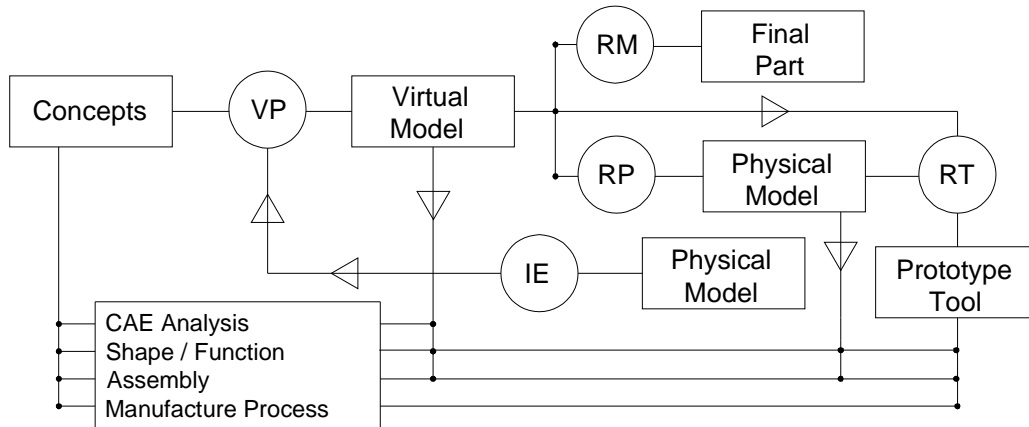 RM
Final
Part
Concepts
VP
Virtual
Model
RP
Physical
Model
RT
IE
Physical
Model
Prototype
Tool
CAE Analysis
Shape / Function
Assembly
Manufacture Process